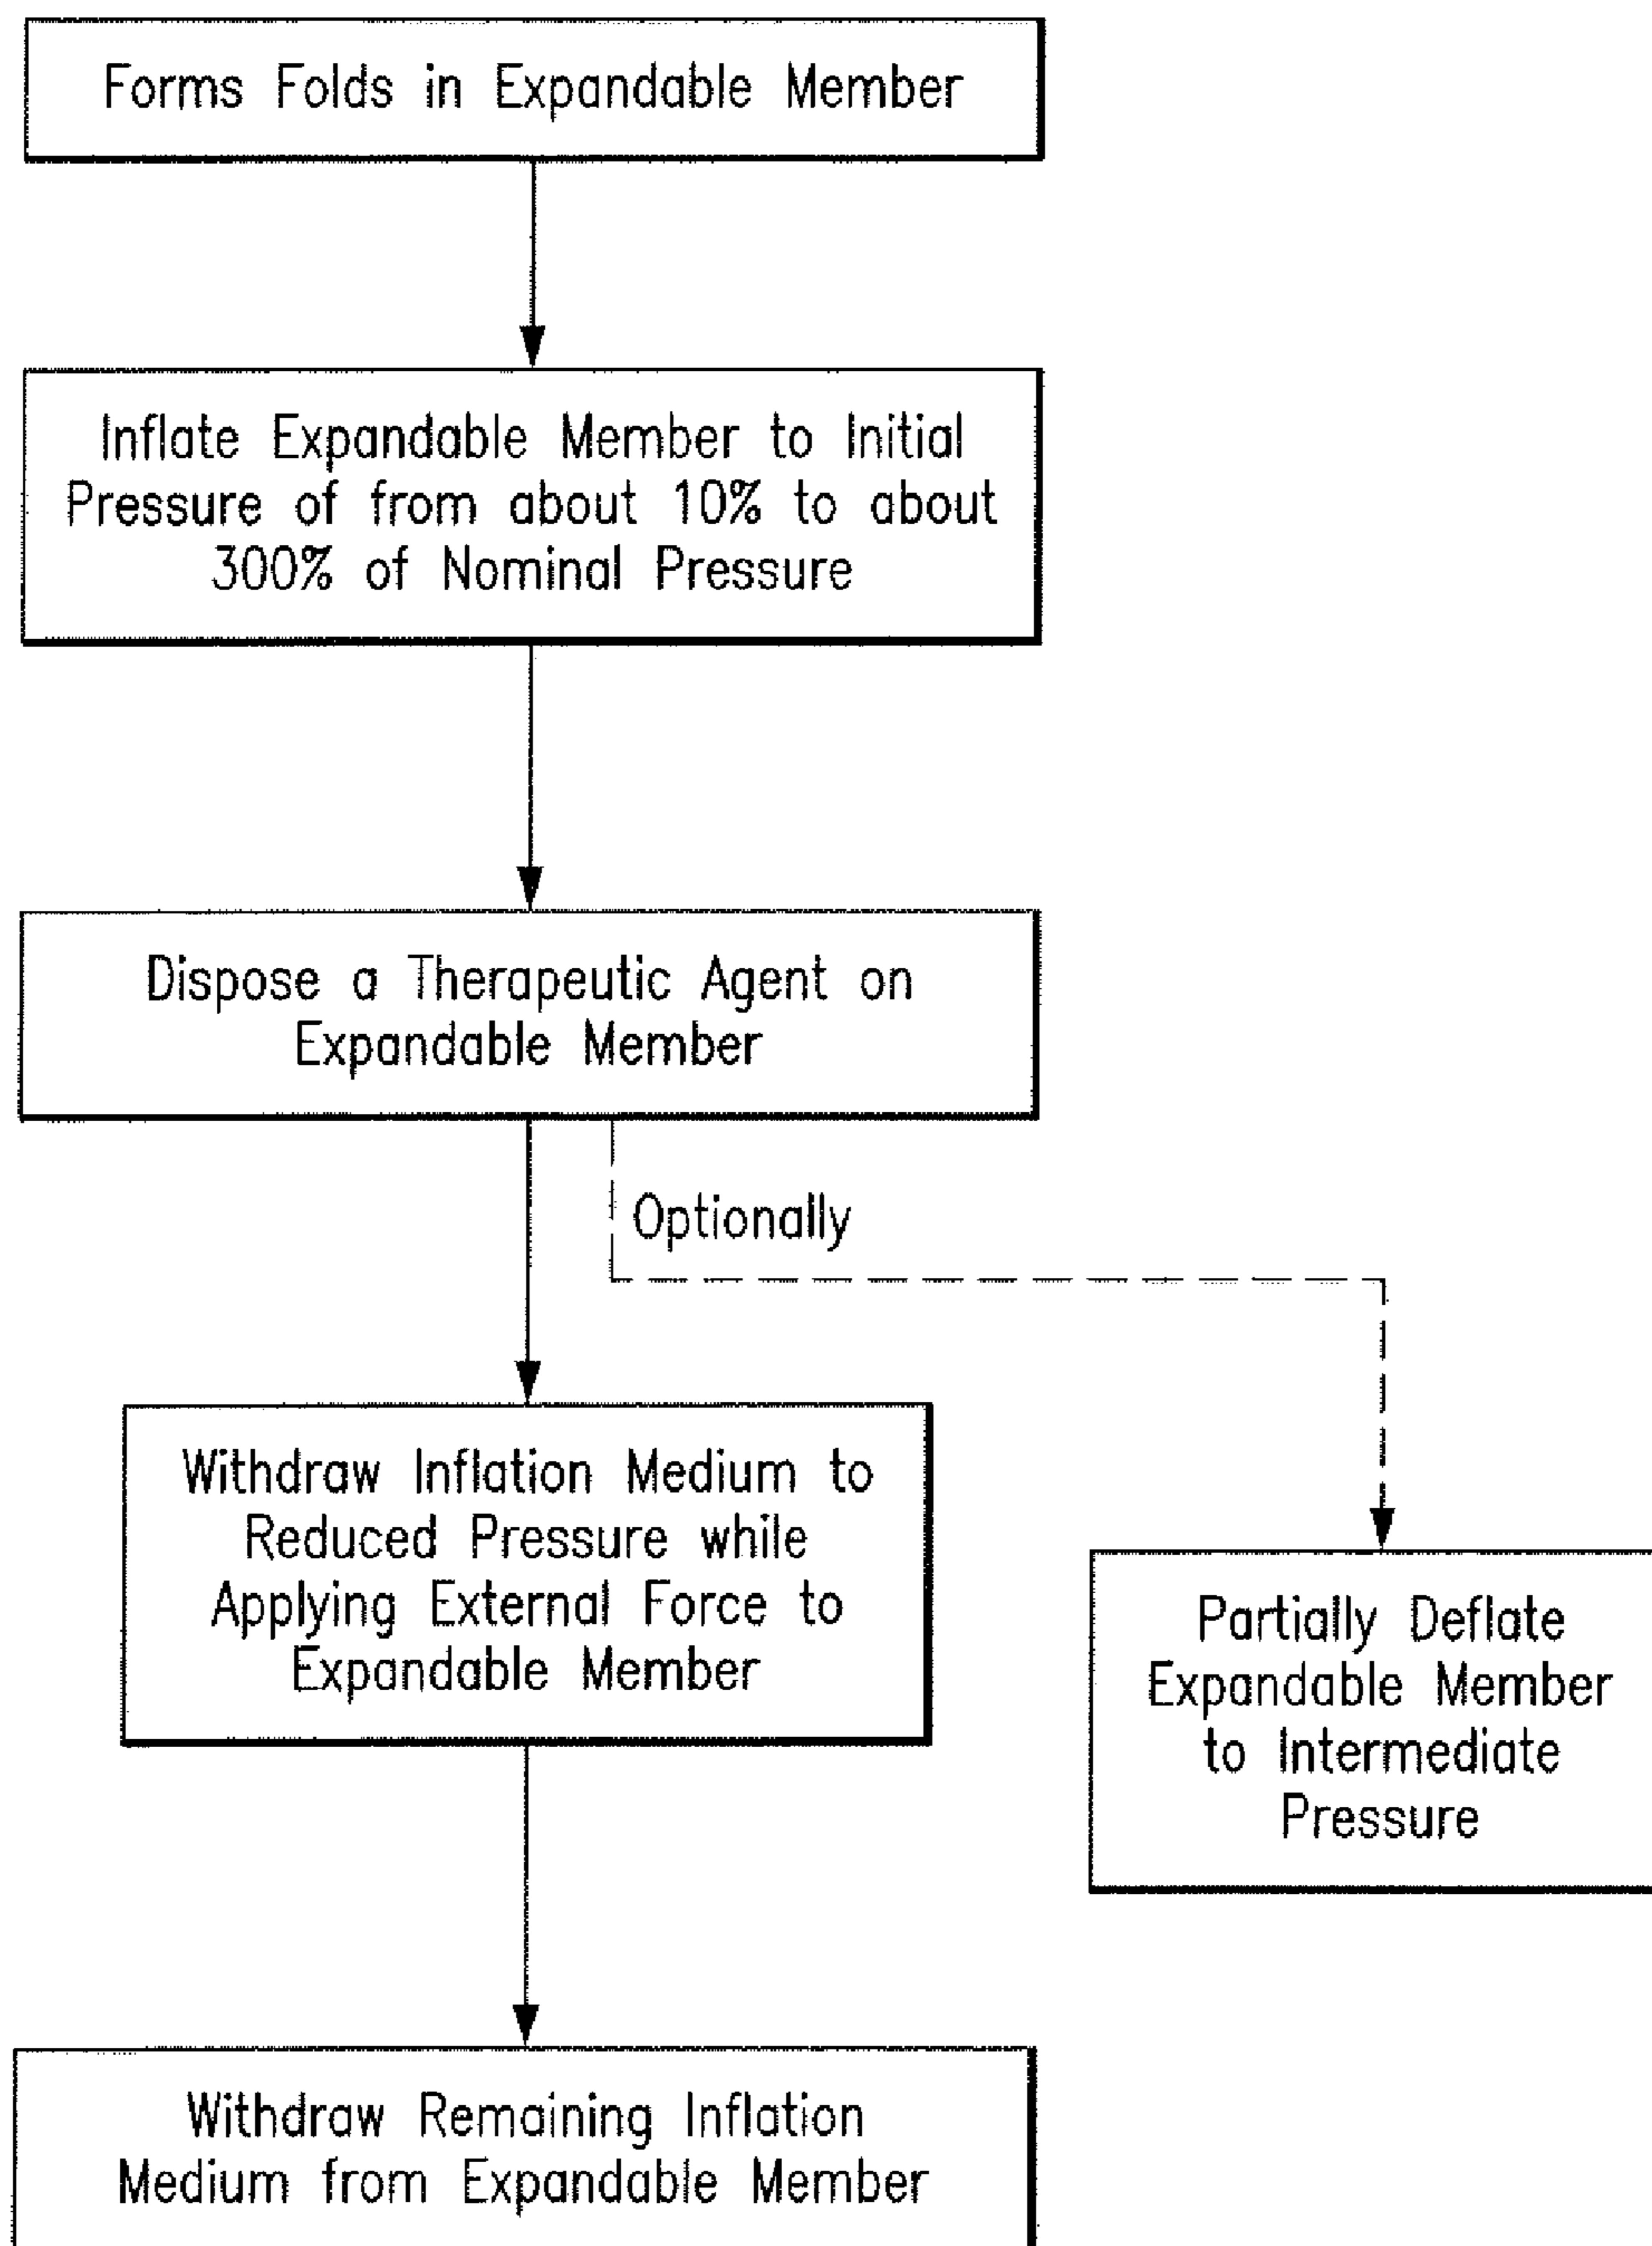 Forms Folds in Expandable Member
Inflate Expandable Member to Initial
Pressure of from about 10% to about
300% of Nominal Pressure
Dispose a Therapeutic Agent on
Expandable Member
Optionally
Withdraw Inflation Medium to
Reduced Pressure while
Applying External Force to
Expandable Member
Partially Deflate
Expandable Member
to Intermediate
Pressure
Withdraw Remaining Inflation
Medium from Expandable Member